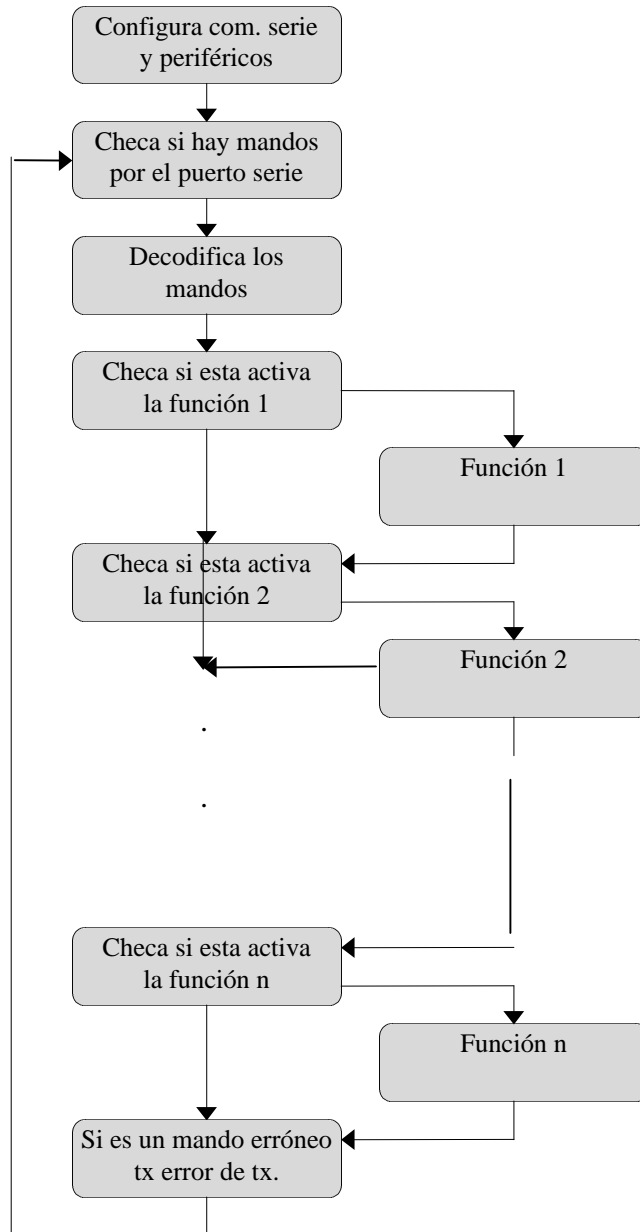 Configura com. serie
y periféricos
Checa si hay mandos
por el puerto serie
Decodifica los
mandos
Checa si esta activa
la función 1
Función 1
Checa si esta activa
la función 2
Función 2
.
.
Checa si esta activa
la función n
Función n
Si es un mando erróneo
tx error de tx.